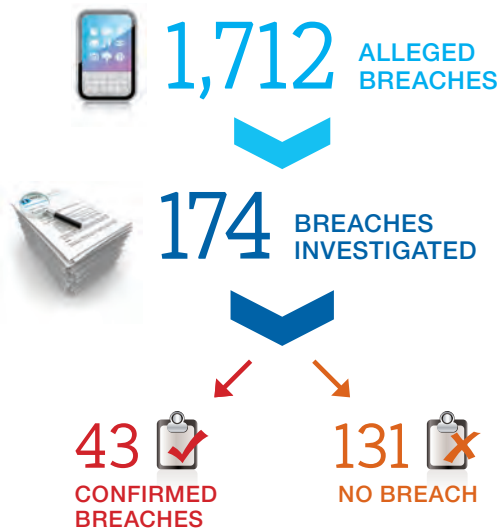 1,712 ALLEGED
BREACHES
174 BREACHES
INVESTIGATED
43
CONFIRMED
BREACHES
131
NO BREACH